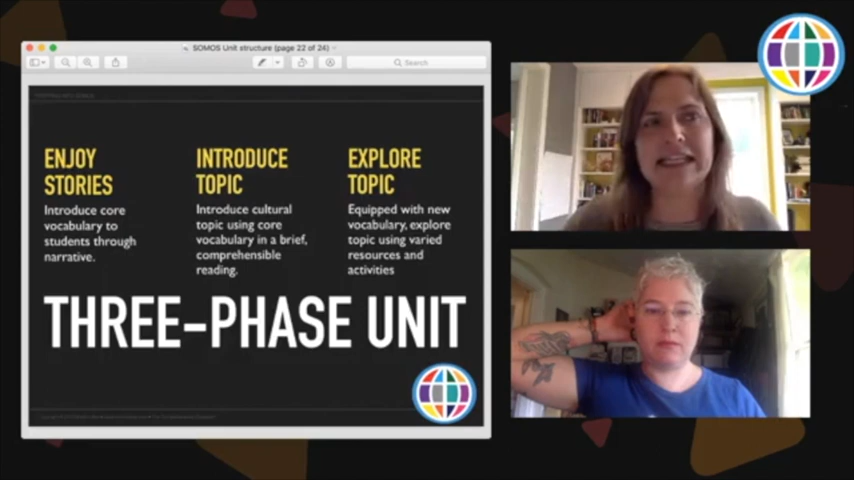 SOMOS Unit structure (page 22 of 24)
Search
ENJOY
STORIES
Introduce core
vocabulary to
students through
narrative.
INTRODUCE
TOPIC
Introduce cultural
topic using core
vocabulary in a brief,
comprehensible
reading.
EXPLORE
TOPIC
Equipped with new
vocabulary, explore
topic using varied
resources and
activities
THREE-PHASE UNIT